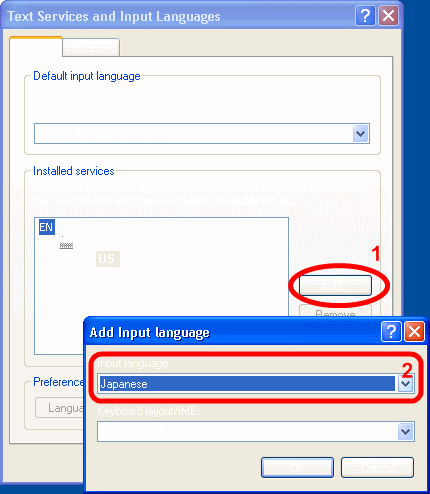 Text Services and Input Languages
Advanced
Default input language
Installed services
EN
US
1
Add...
Remove
Add Input language
Input language:
2
Japanese
Keyboard layout/IME:
Preference
Langua
Cancel